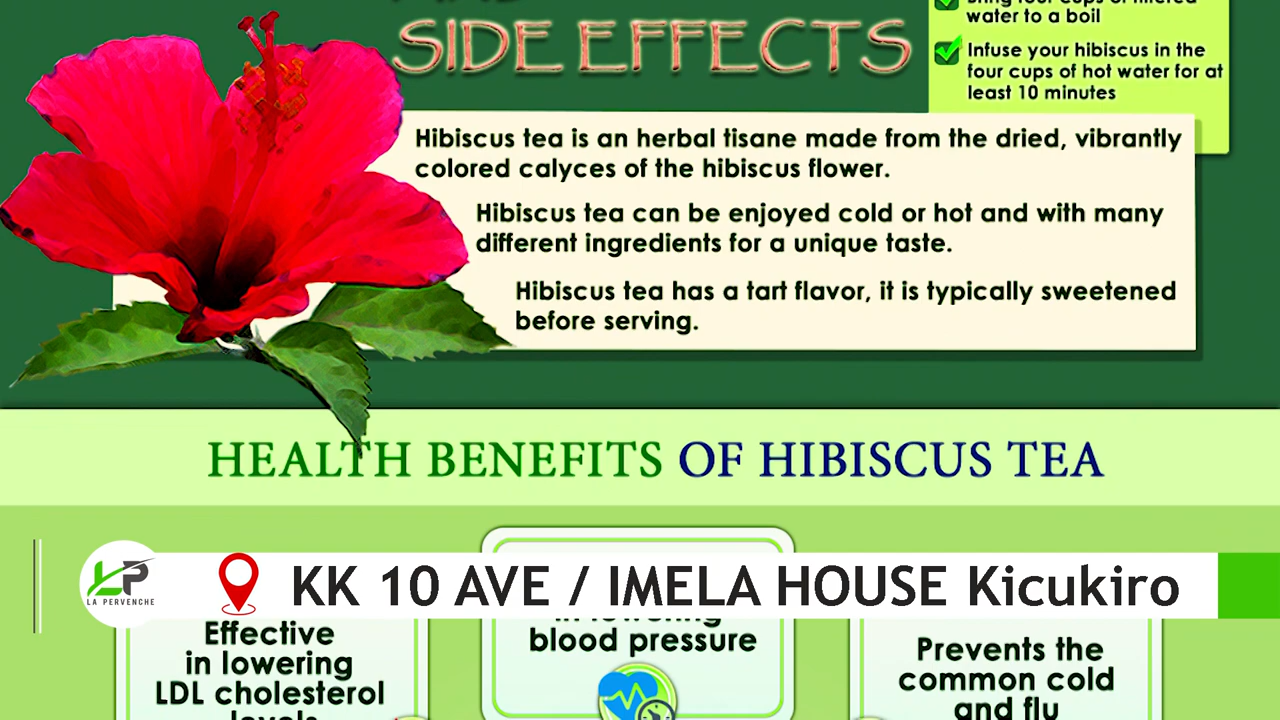 SIDE EFFECTS
water to a boil
Infuse your hibiscus in the
four cups of hot water for at
least 10 minutes
Hibiscus tea is an herbal tisane made from the dried, vibrantly
colored calyces of the hibiscus flower.
Hibiscus tea can be enjoyed cold or hot and with many
different ingredients for a unique taste.
Hibiscus tea has a tart flavor, it is typically sweetened
before serving.
HEALTH BENEFITS OF HIBISCUS TEA
LP
LA PERVENCHE
KK 10 AVE / IMELA HOUSE Kicukiro
Effective
in lowering
LDL cholesterol
levels
in lowering
blood pressure
Prevents the
common cold
and flu